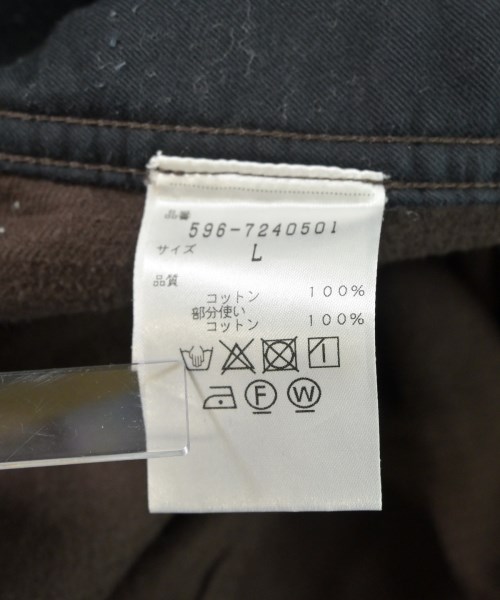 品番
596-7240501
サイズ
L
品質
コットン 100%
部分使い
コットン 100%
F W